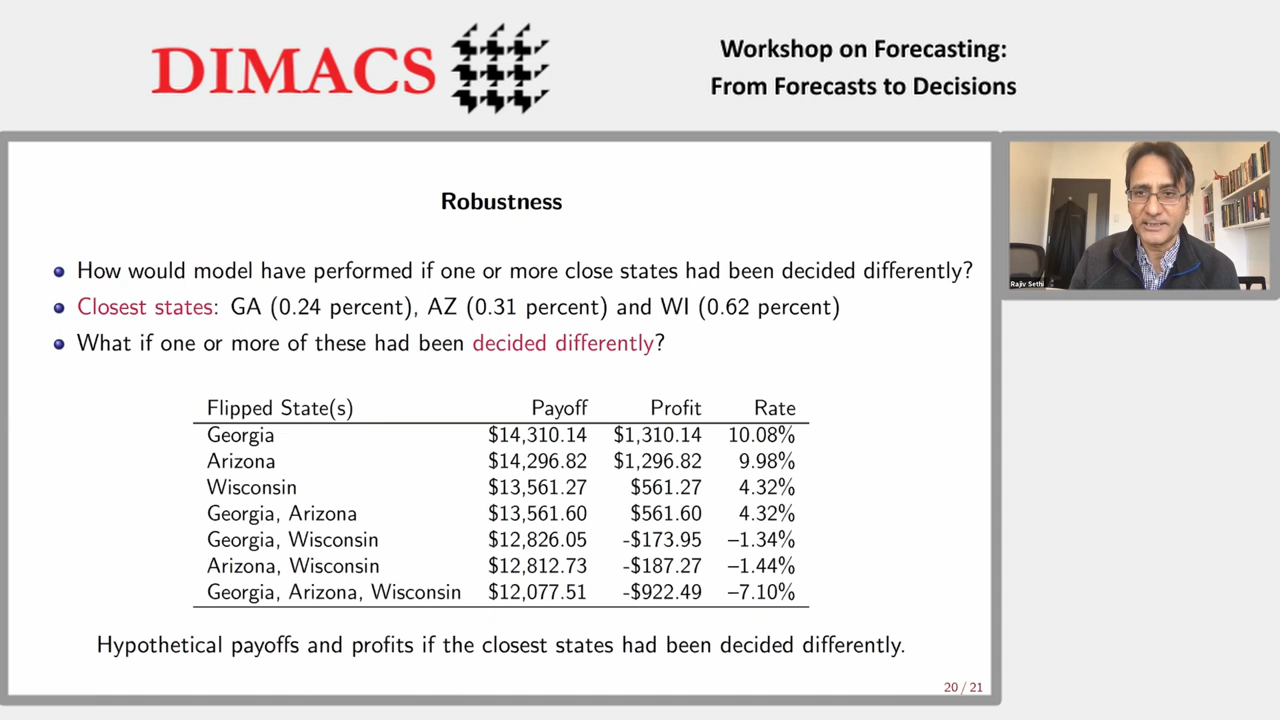 DIMACS
Workshop on Forecasting:
From Forecasts to Decisions
Robustness
How would model have performed if one or more close states had been decided differently?
Closest states: GA (0.24 percent), AZ (0.31 percent) and WI (0.62 percent)
What if one or more of these had been decided differently?
Flipped State(s) Payoff Profit Rate
Georgia $14,310.14 $1,310.14 10.08%
Arizona $14,296.82 $1,296.82 9.98%
Wisconsin $13,561.27 $561.27 4.32%
Georgia, Arizona $13,561.60 $561.60 4.32%
Georgia, Wisconsin $12,826.05 -$173.95 –1.34%
Arizona, Wisconsin $12,812.73 -$187.27 –1.44%
Georgia, Arizona, Wisconsin $12,077.51 -$922.49 –7.10%
Hypothetical payoffs and profits if the closest states had been decided differently.
20 / 21
Rajiv Sethi